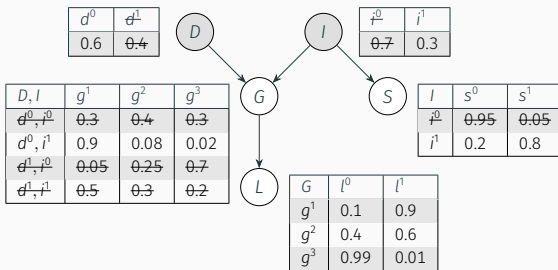 d⁰ d¹
0.6 0.4
D
I
i⁰ i¹
0.7 0.3
D, I g¹ g² g³
d⁰, i⁰ 0.3 0.4 0.3
d⁰, i¹ 0.9 0.08 0.02
d¹, i⁰ 0.05 0.25 0.7
d¹, i¹ 0.5 0.3 0.2
G
S
I s⁰ s¹
i⁰ 0.95 0.05
i¹ 0.2 0.8
L
G l⁰ l¹
g¹ 0.1 0.9
g² 0.4 0.6
g³ 0.99 0.01